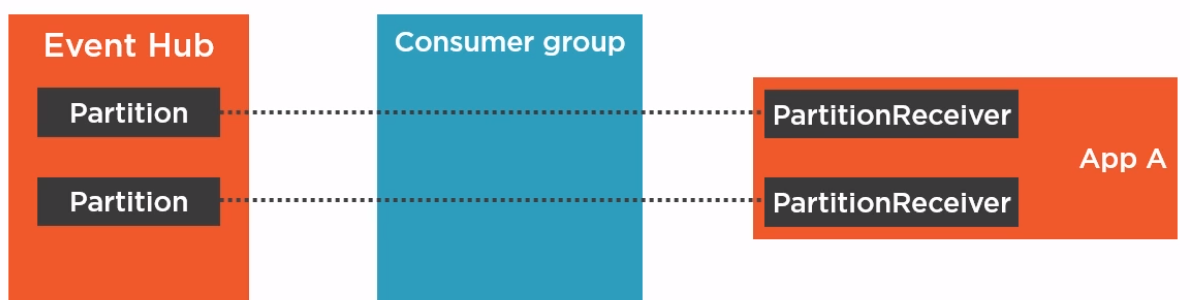 Event Hub
Consumer group
Partition
PartitionReceiver
App A
Partition
PartitionReceiver